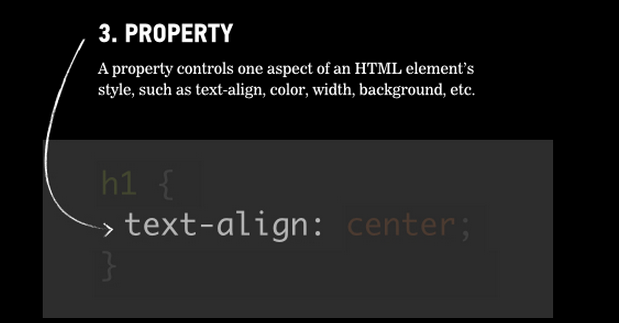 3. PROPERTY
A property controls one aspect of an HTML element’s
style, such as text-align, color, width, background, etc.
h1 {
text-align: center;
}